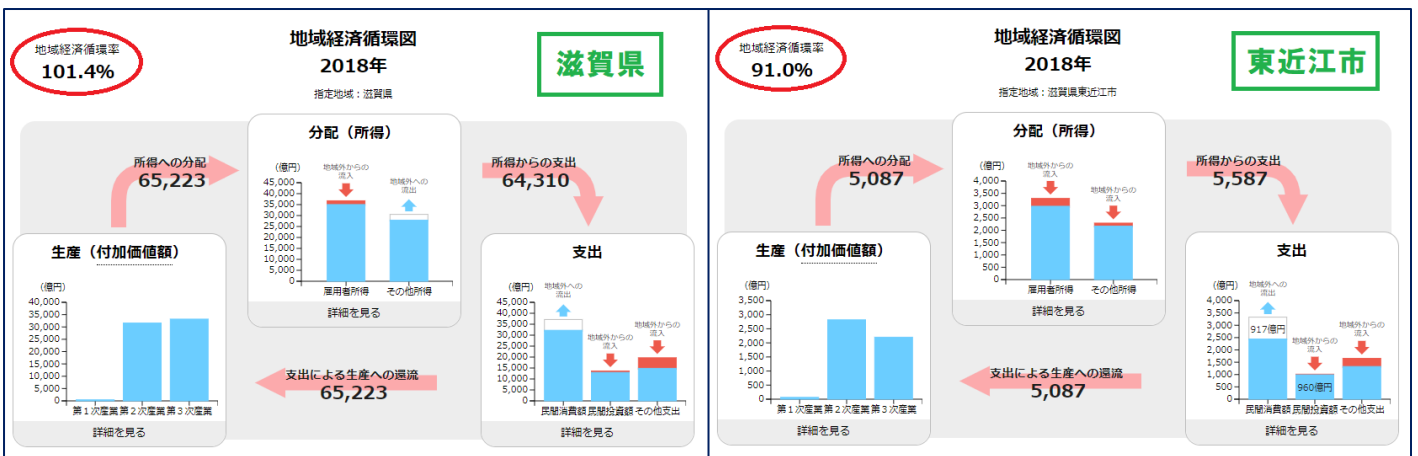 地域経済循環率
101.4%
地域経済循環図
2018年
指定地域：滋賀県
滋賀県
分配（所得）
所得への分配
65,223
所得からの支出
64,310
(億円)
地域外からの
流入
地域外への
流出
45,000
40,000
35,000
30,000
25,000
20,000
15,000
10,000
5,000
0
雇用者所得 その他所得
詳細を見る
生産（付加価値額）
(億円)
40,000
35,000
30,000
25,000
20,000
15,000
10,000
5,000
0
第１次産業 第２次産業 第３次産業
詳細を見る
支出
(億円)
地域外への
流出
地域外からの
流入
地域外からの
流入
45,000
40,000
35,000
30,000
25,000
20,000
15,000
10,000
5,000
0
民間消費額 民間投資額 その他支出
詳細を見る
支出による生産への還流
65,223
地域経済循環率
91.0%
地域経済循環図
2018年
指定地域：滋賀県東近江市
東近江市
分配（所得）
所得への分配
5,087
所得からの支出
5,587
(億円)
地域外からの
流入
地域外からの
流入
4,000
3,500
3,000
2,500
2,000
1,500
1,000
500
0
雇用者所得 その他所得
詳細を見る
生産（付加価値額）
(億円)
3,500
3,000
2,500
2,000
1,500
1,000
500
0
第１次産業 第２次産業 第３次産業
詳細を見る
支出
(億円)
地域外への
流出
地域外からの
流入
地域外からの
流入
4,000
3,500
3,000
2,500
2,000
1,500
1,000
500
0
917億円
960億円
民間消費額 民間投資額 その他支出
詳細を見る
支出による生産への還流
5,087